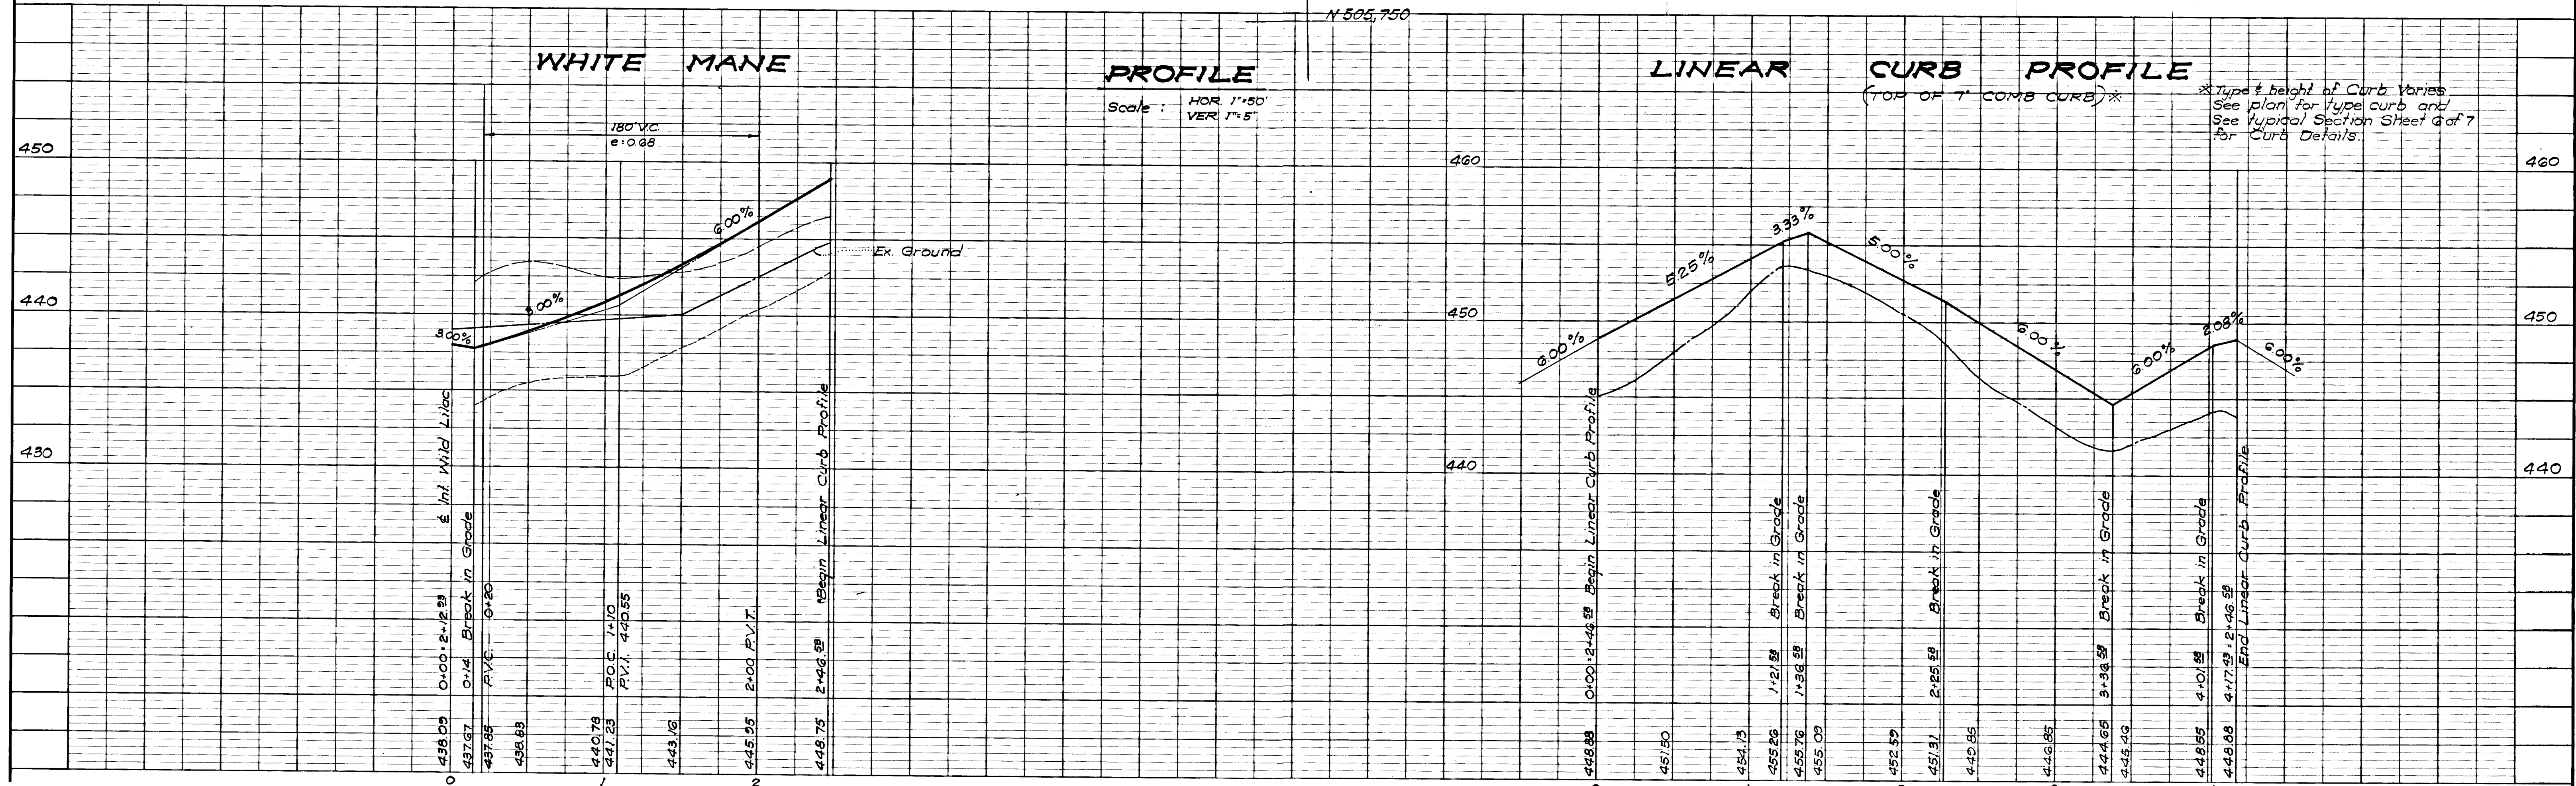 N 505,750
WHITE MANE
PROFILE
Scale : HOR. 1"=50'
VER. 1"=5'
LINEAR CURB PROFILE
(TOP OF 7" COMB CURB) *
* Type & height of Curb Varies
See plan for type curb and
See typical Section Sheet 6 of 7
for Curb Details.
180' V.C.
e=0.68
450
440
430
3.00%
3.00%
6.00%
Ex. Ground
460
450
440
6.00%
5.25%
3.33%
5.00%
6.00%
6.00%
2.08%
6.00%
460
450
440
438.09 0+00=2+12.93 ₵ Int. Wild Lilac
437.67 0+14 Break in Grade
437.85 P.V.C. 0+20
438.83
440.78 P.O.C. 1+10
441.23 P.V.I. 440.55
443.16
445.95 2+00 P.V.T.
448.75 2+46.58 Begin Linear Curb Profile
0 1 2
448.88 0+00=2+46.58 Begin Linear Curb Profile
451.50
454.13
455.26 1+21.58 Break in Grade
455.76 1+36.58 Break in Grade
455.09
452.59
451.31 2+25.58 Break in Grade
449.85
446.85
444.65 3+36.58 Break in Grade
445.46
448.55 4+01.58 Break in Grade
448.88 4+17.43=2+46.58
End Linear Curb Profile